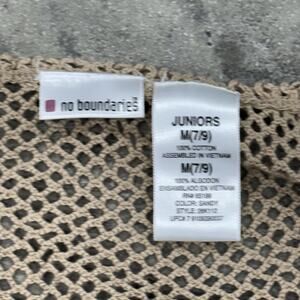 no boundaries
JUNIORS
M(7/9)
100% COTTON
ASSEMBLED IN VIETNAM
M(7/9)
100% ALGODON
ENSAMBLADO EN VIETNAM
COLOR: SANDY